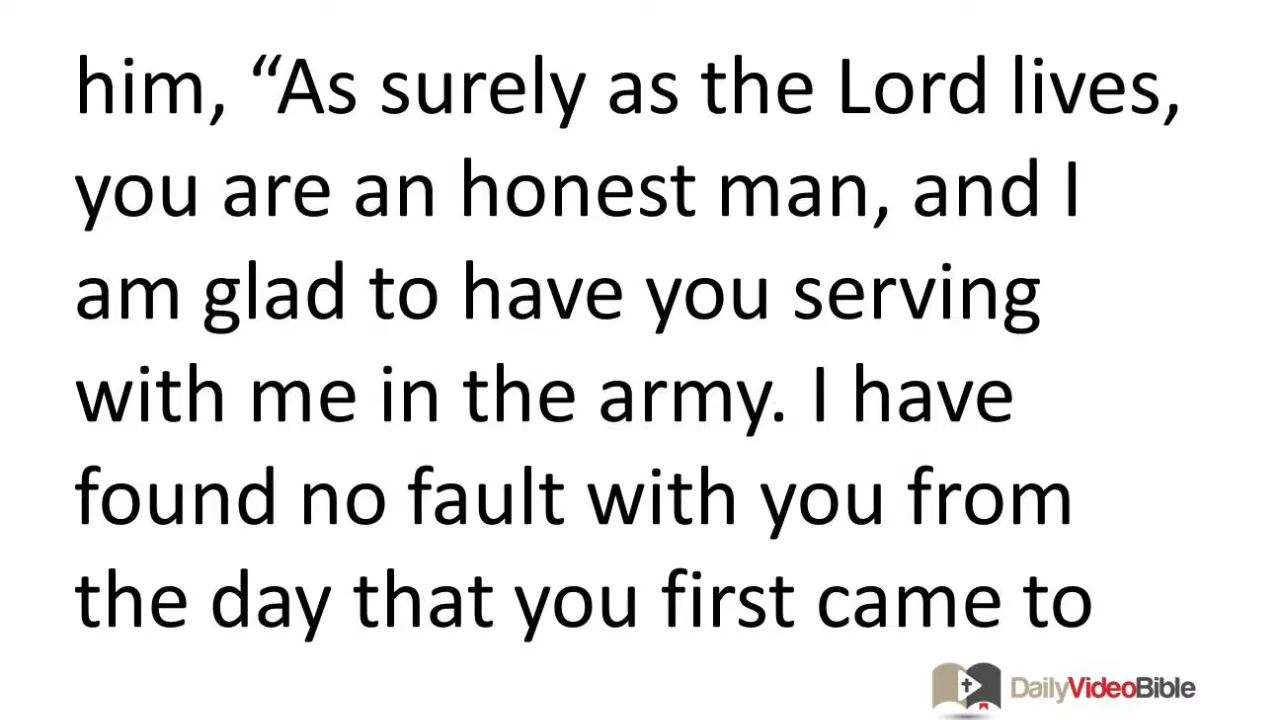 him, “As surely as the Lord lives,
you are an honest man, and I
am glad to have you serving
with me in the army. I have
found no fault with you from
the day that you first came to
DailyVideoBible